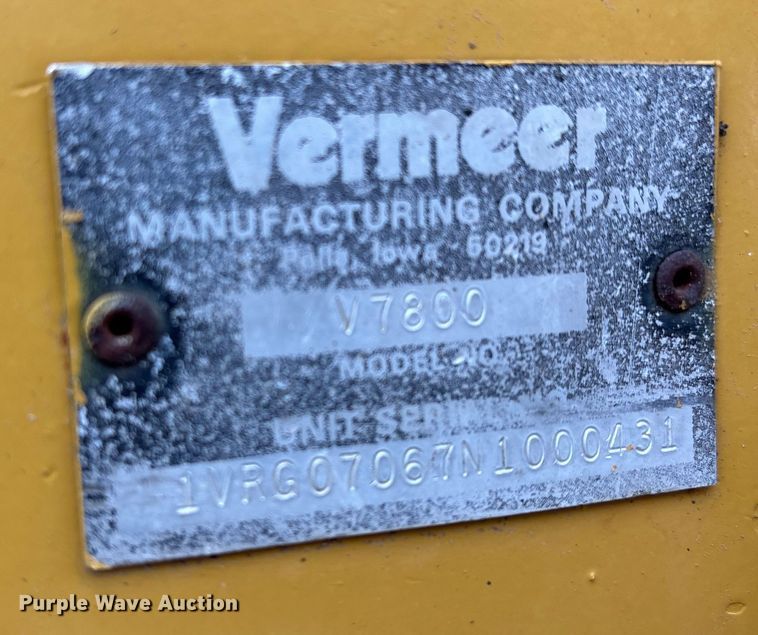 Vermeer
MANUFACTURING COMPANY
Pella, Iowa 50219
V7800
MODEL NO.
UNIT SERIAL
1VRG07067N1000431
Purple Wave Auction